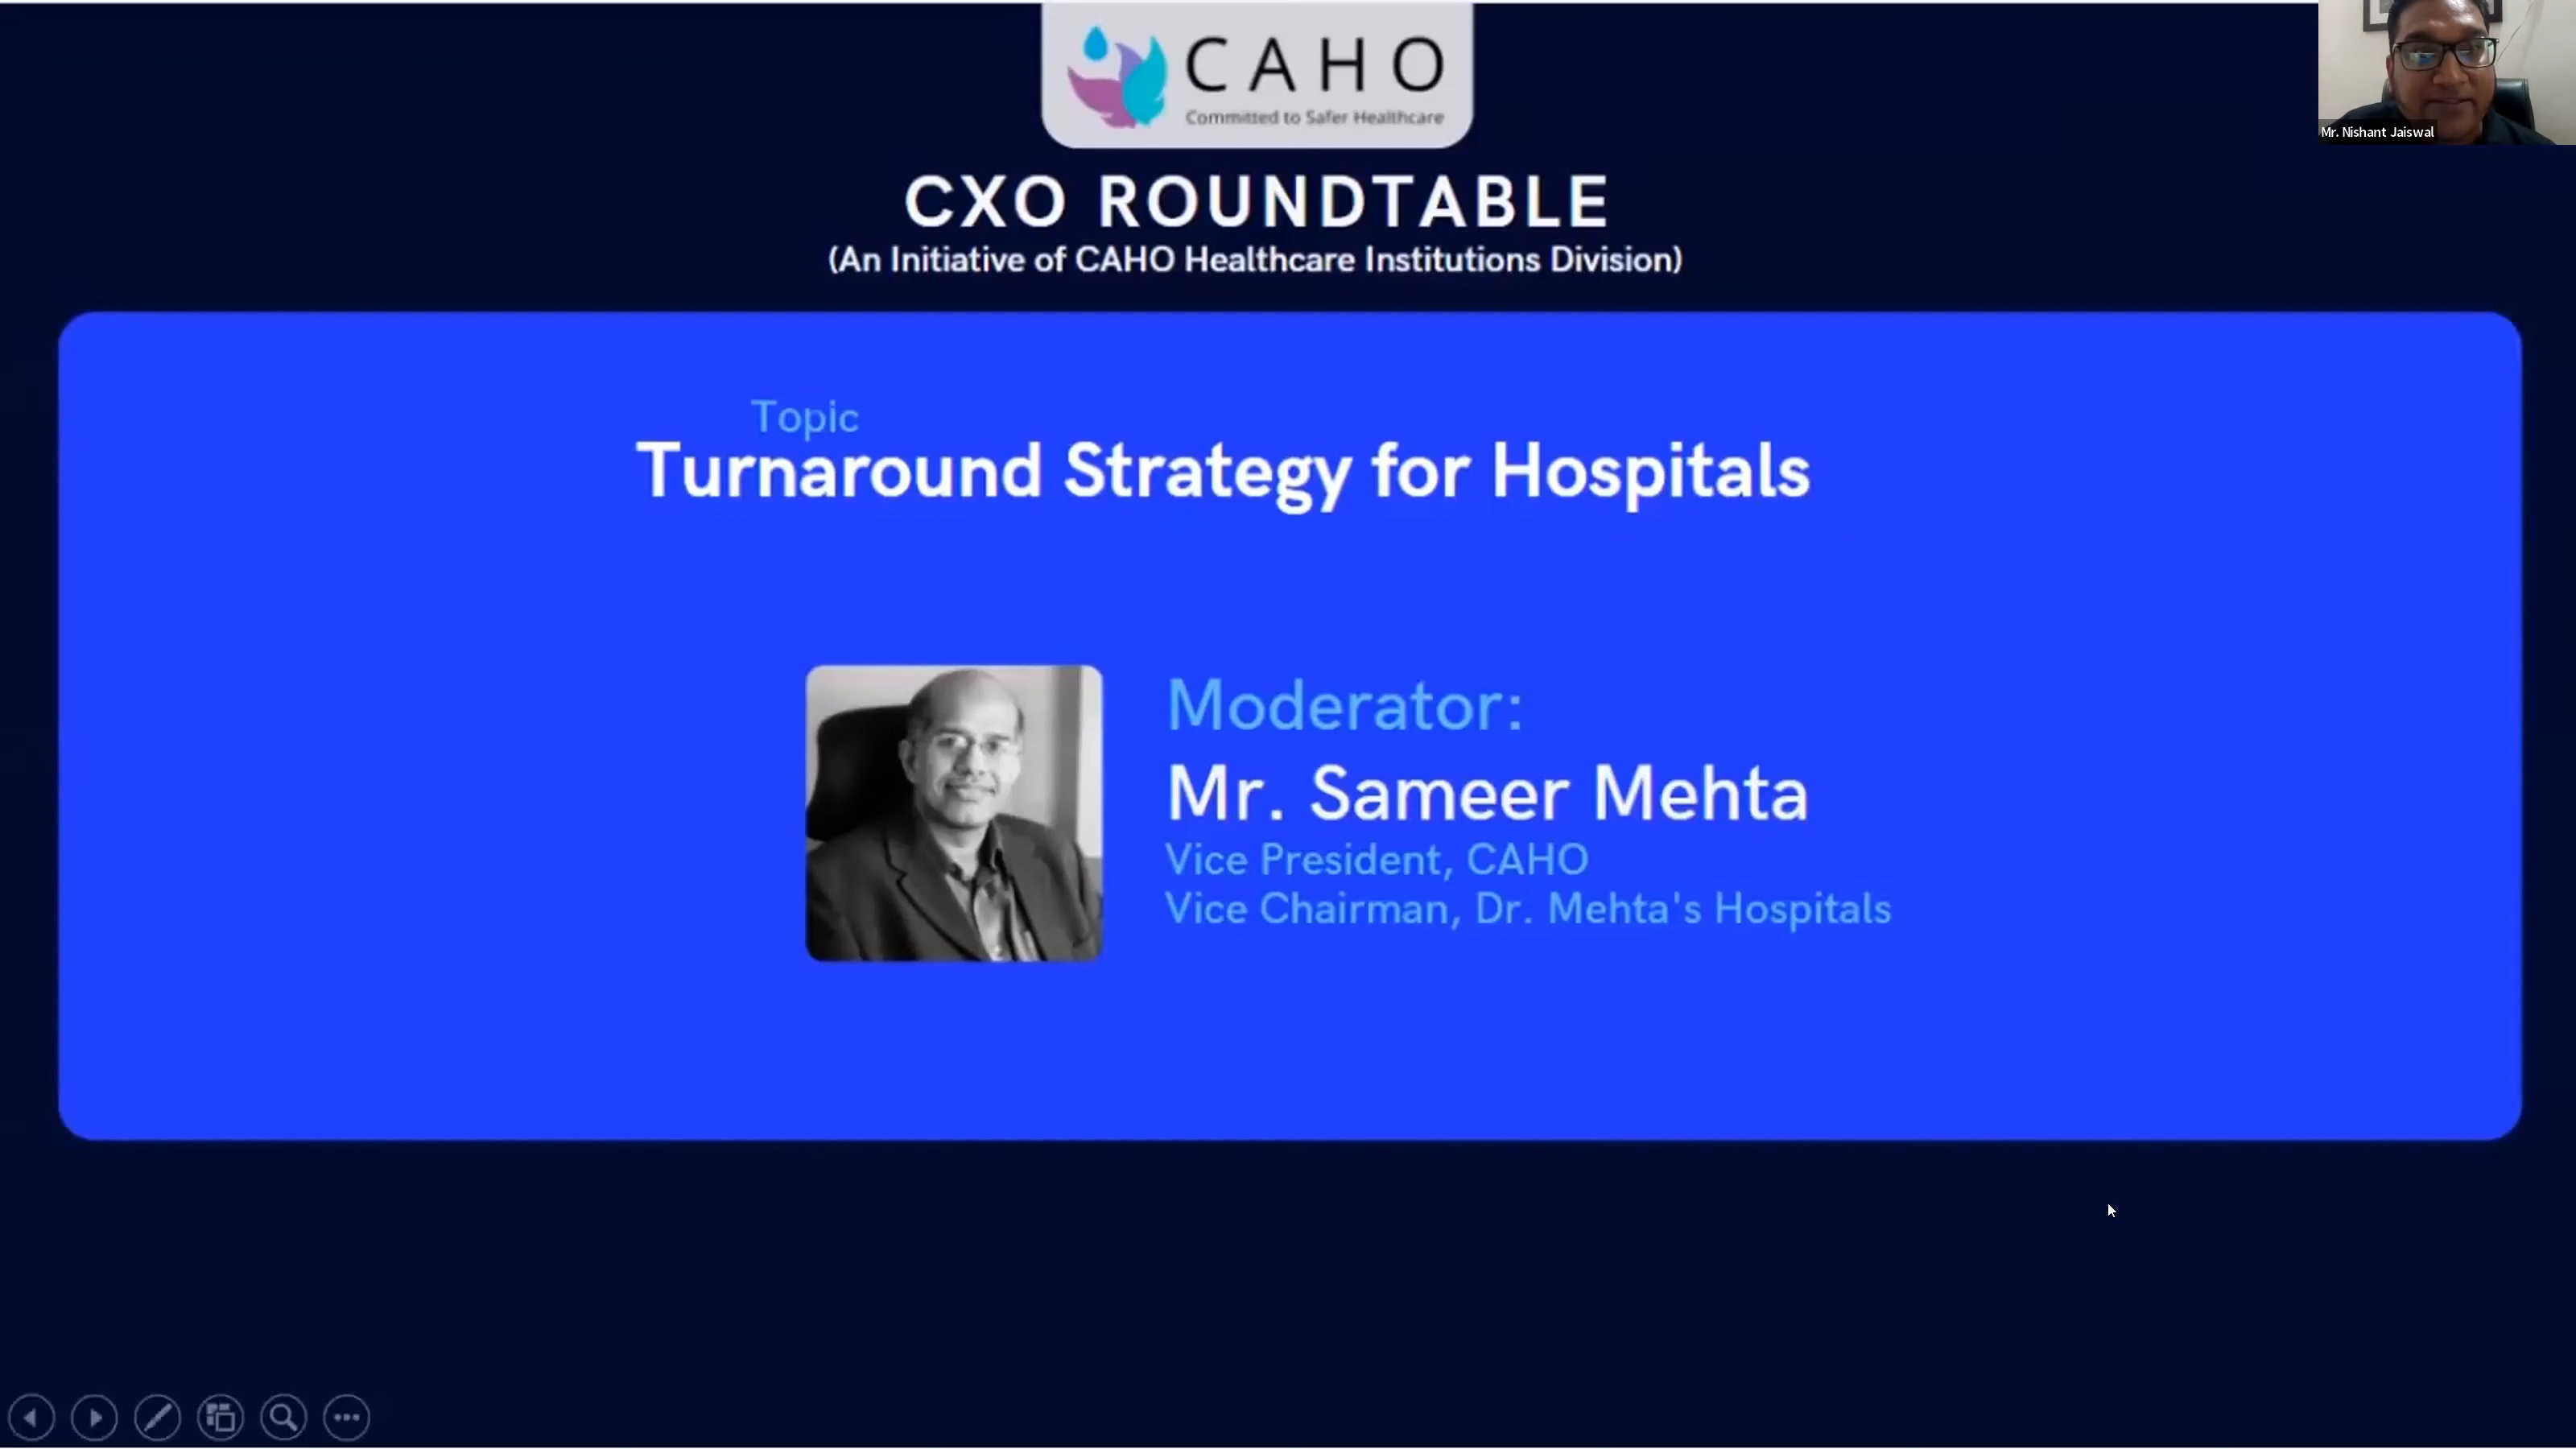 CAHO
Committed to Safer Healthcare
Mr. Nishant Jaiswal
CXO ROUNDTABLE
(An Initiative of CAHO Healthcare Institutions Division)
Topic
Turnaround Strategy for Hospitals
Moderator:
Mr. Sameer Mehta
Vice President, CAHO
Vice Chairman, Dr. Mehta's Hospitals